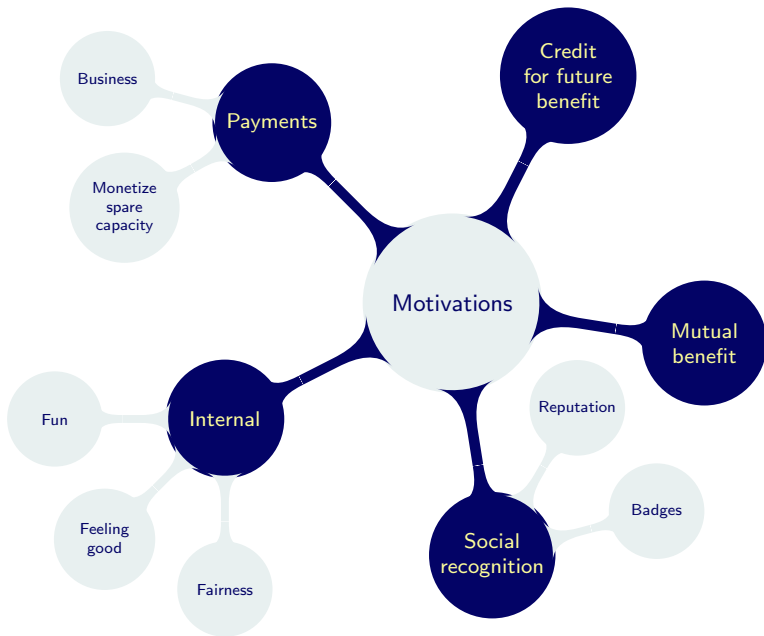 Credit
for future
benefit
Business
Payments
Monetize
spare
capacity
Motivations
Mutual
benefit
Reputation
Fun
Internal
Badges
Feeling
good
Social
recognition
Fairness